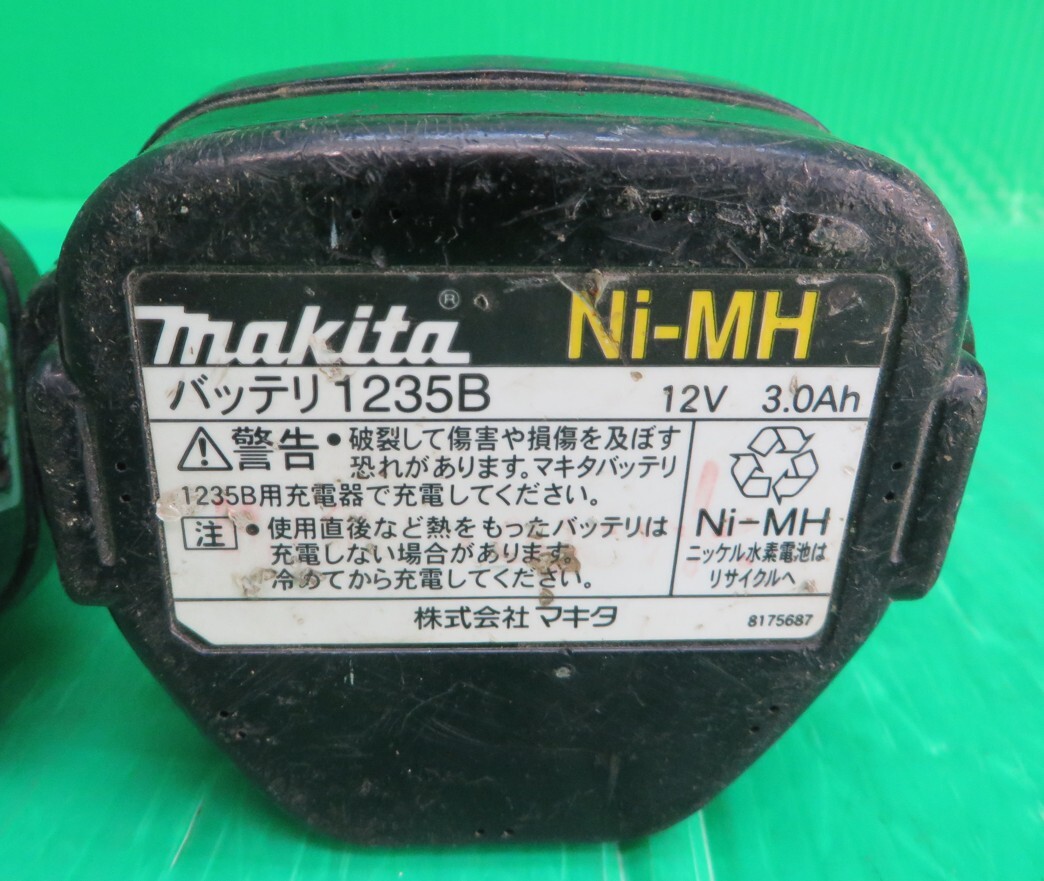 makita® Ni-MH
バッテリ1235B 12V 3.0Ah
警告 ●破裂して傷害や損傷を及ぼす
恐れがあります。マキタバッテリ
1235B用充電器で充電してください。
注 ●使用直後など熱をもったバッテリは
充電しない場合があります。
冷めてから充電してください。
Ni-MH
ニッケル水素電池は
リサイクルへ
株式会社 マキタ 8175687